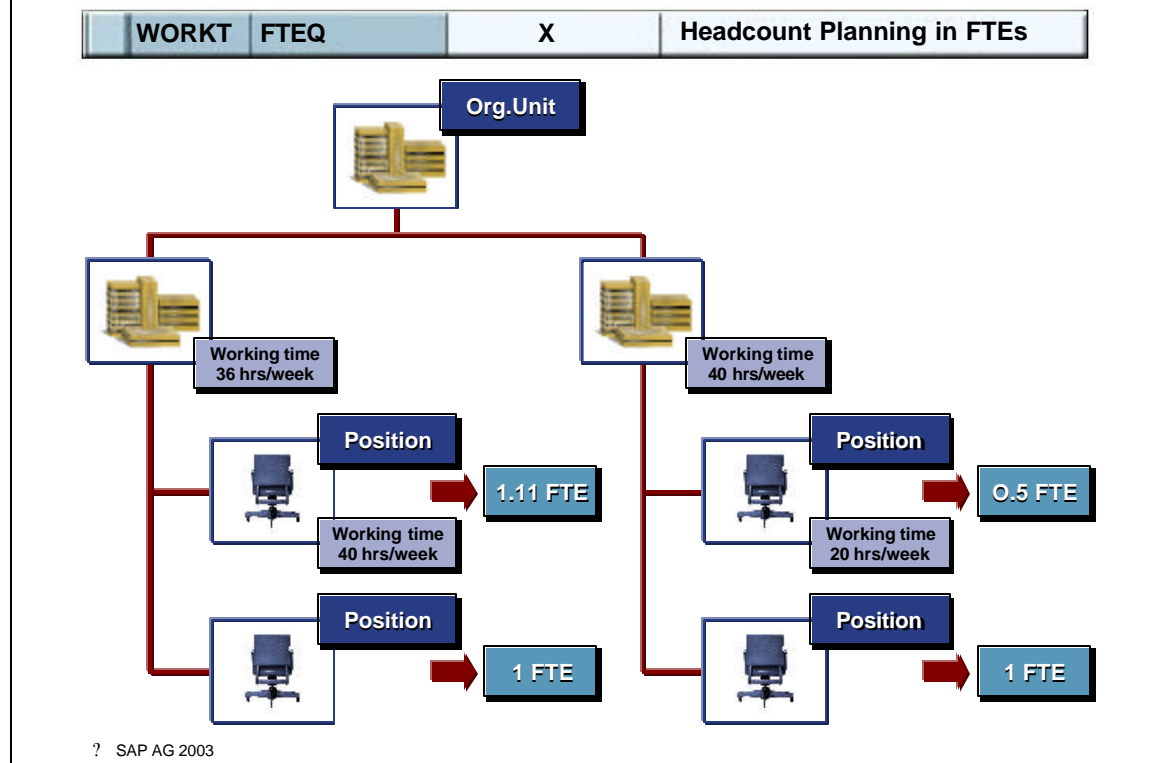 WORKT FTEQ X Headcount Planning in FTEs
Org.Unit
Working time
36 hrs/week
Working time
40 hrs/week
Position
1.11 FTE
Working time
40 hrs/week
Position
O.5 FTE
Working time
20 hrs/week
Position
1 FTE
Position
1 FTE
? SAP AG 2003